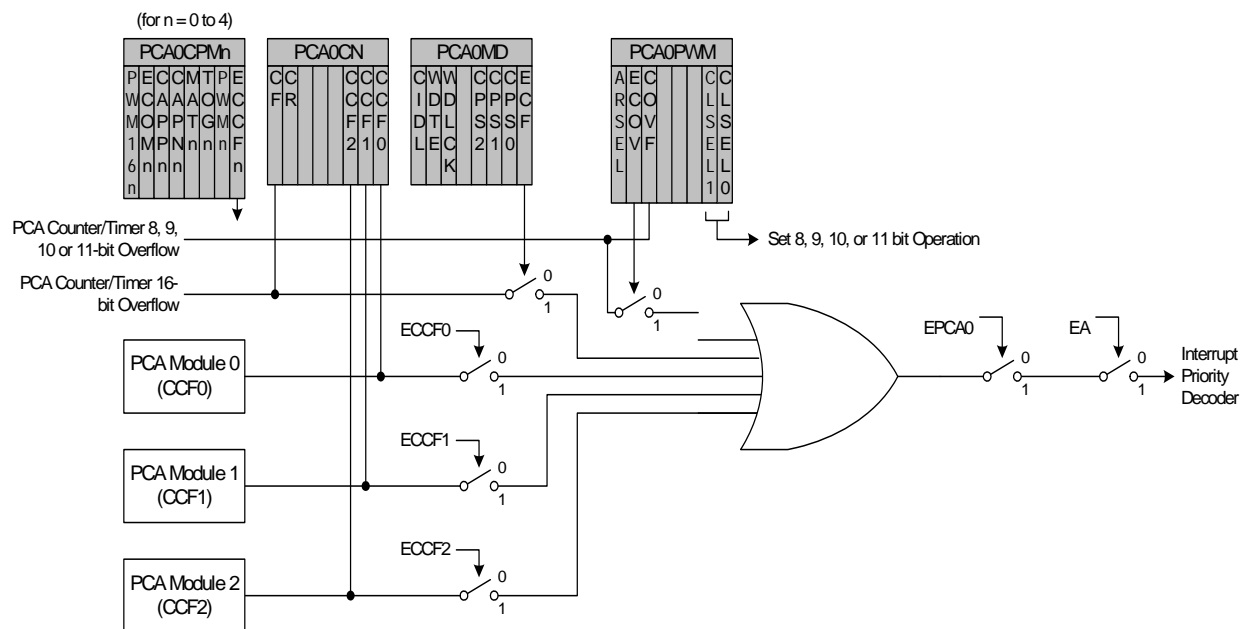 (for n = 0 to 4)
PCA0CPMn
PCA0CN
PCA0MD
PCA0PWM
PWM16n
ECOMn
CAPPn
CAPNn
MATn
TOGn
PWMn
ECCFn
CF
CR
CCF2
CCF1
CCF0
CIDL
WDTE
WDLCK
CPS2
CPS1
CPS0
ECF
ARSEL
ECOV
COVF
CLSEL1
CLSEL0
PCA Counter/Timer 8, 9,
10 or 11-bit Overflow
Set 8, 9, 10, or 11 bit Operation
PCA Counter/Timer 16-
bit Overflow
0
1
0
1
PCA Module 0
(CCF0)
ECCF0
0
1
EPCA0
0
1
EA
0
1
Interrupt
Priority
Decoder
PCA Module 1
(CCF1)
ECCF1
0
1
PCA Module 2
(CCF2)
ECCF2
0
1